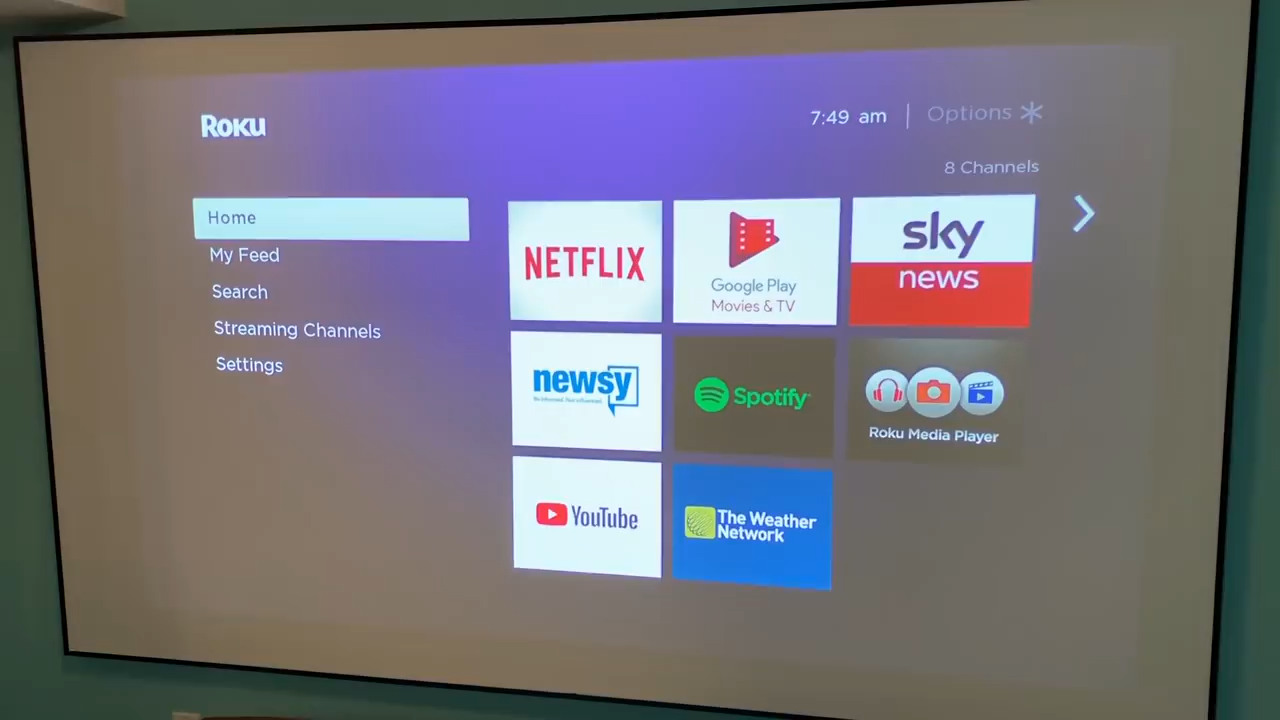 Roku
7:49 am | Options
8 Channels
Home
My Feed
Search
Streaming Channels
Settings
NETFLIX
Google Play
Movies & TV
sky
news
newsy
Spotify
Roku Media Player
YouTube
The Weather
Network